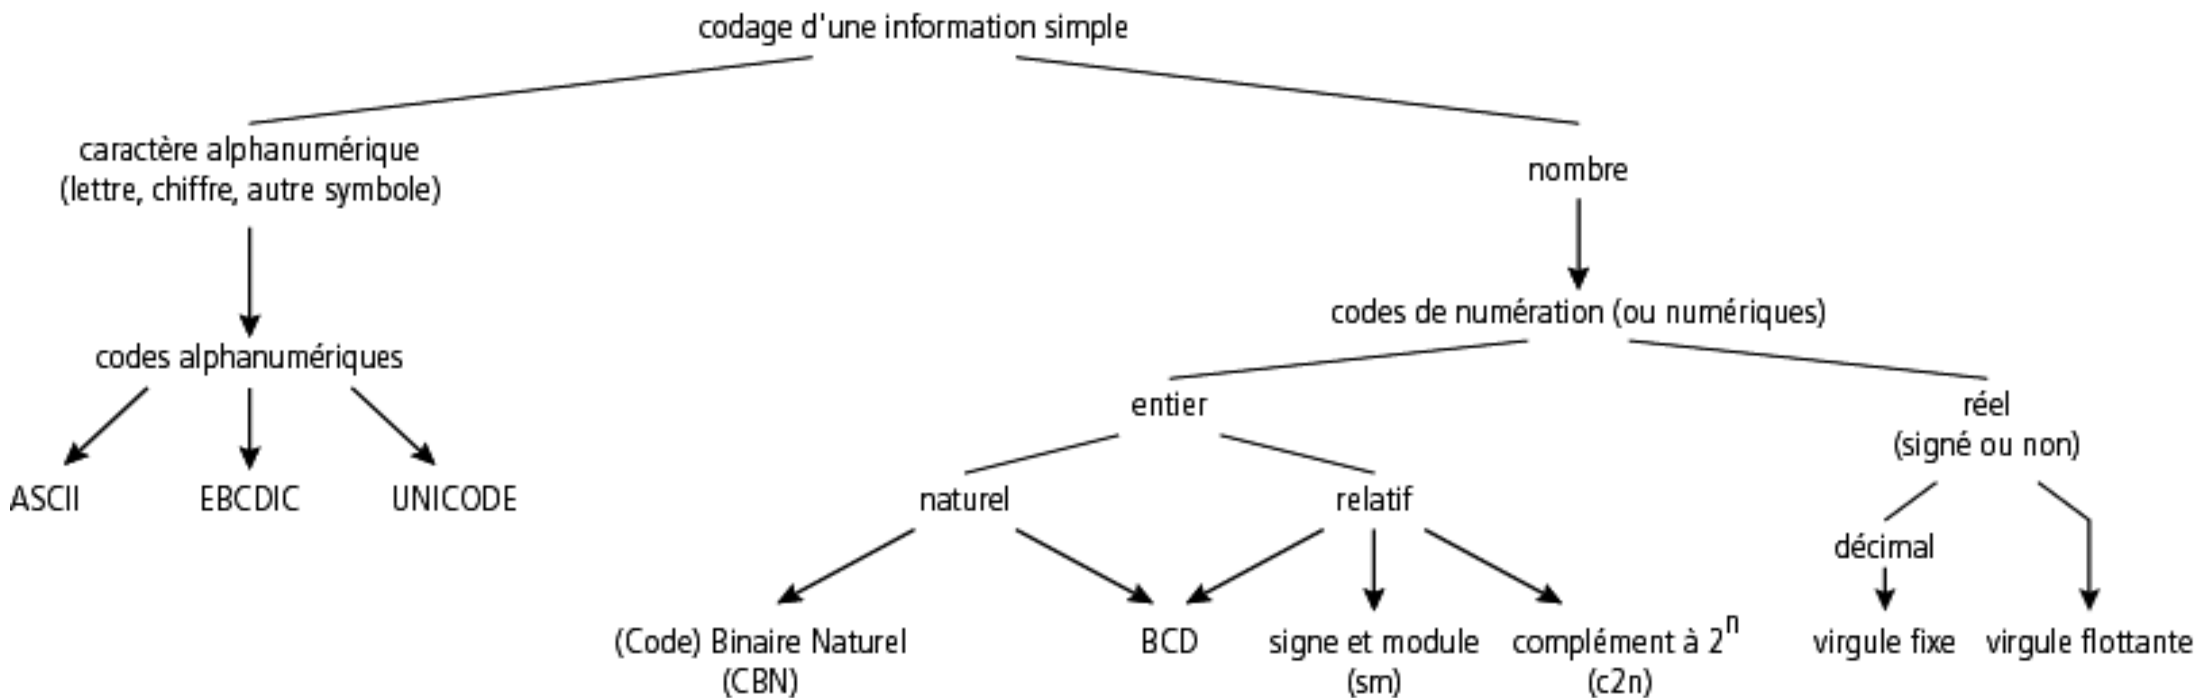 codage d'une information simple
caractère alphanumérique
(lettre, chiffre, autre symbole)
nombre
codes de numération (ou numériques)
codes alphanumériques
entier
réel
(signé ou non)
ASCII
EBCDIC
UNICODE
naturel
relatif
décimal
(Code) Binaire Naturel
(CBN)
BCD
signe et module
(sm)
complément à 2^n
(c2n)
virgule fixe
virgule flottante